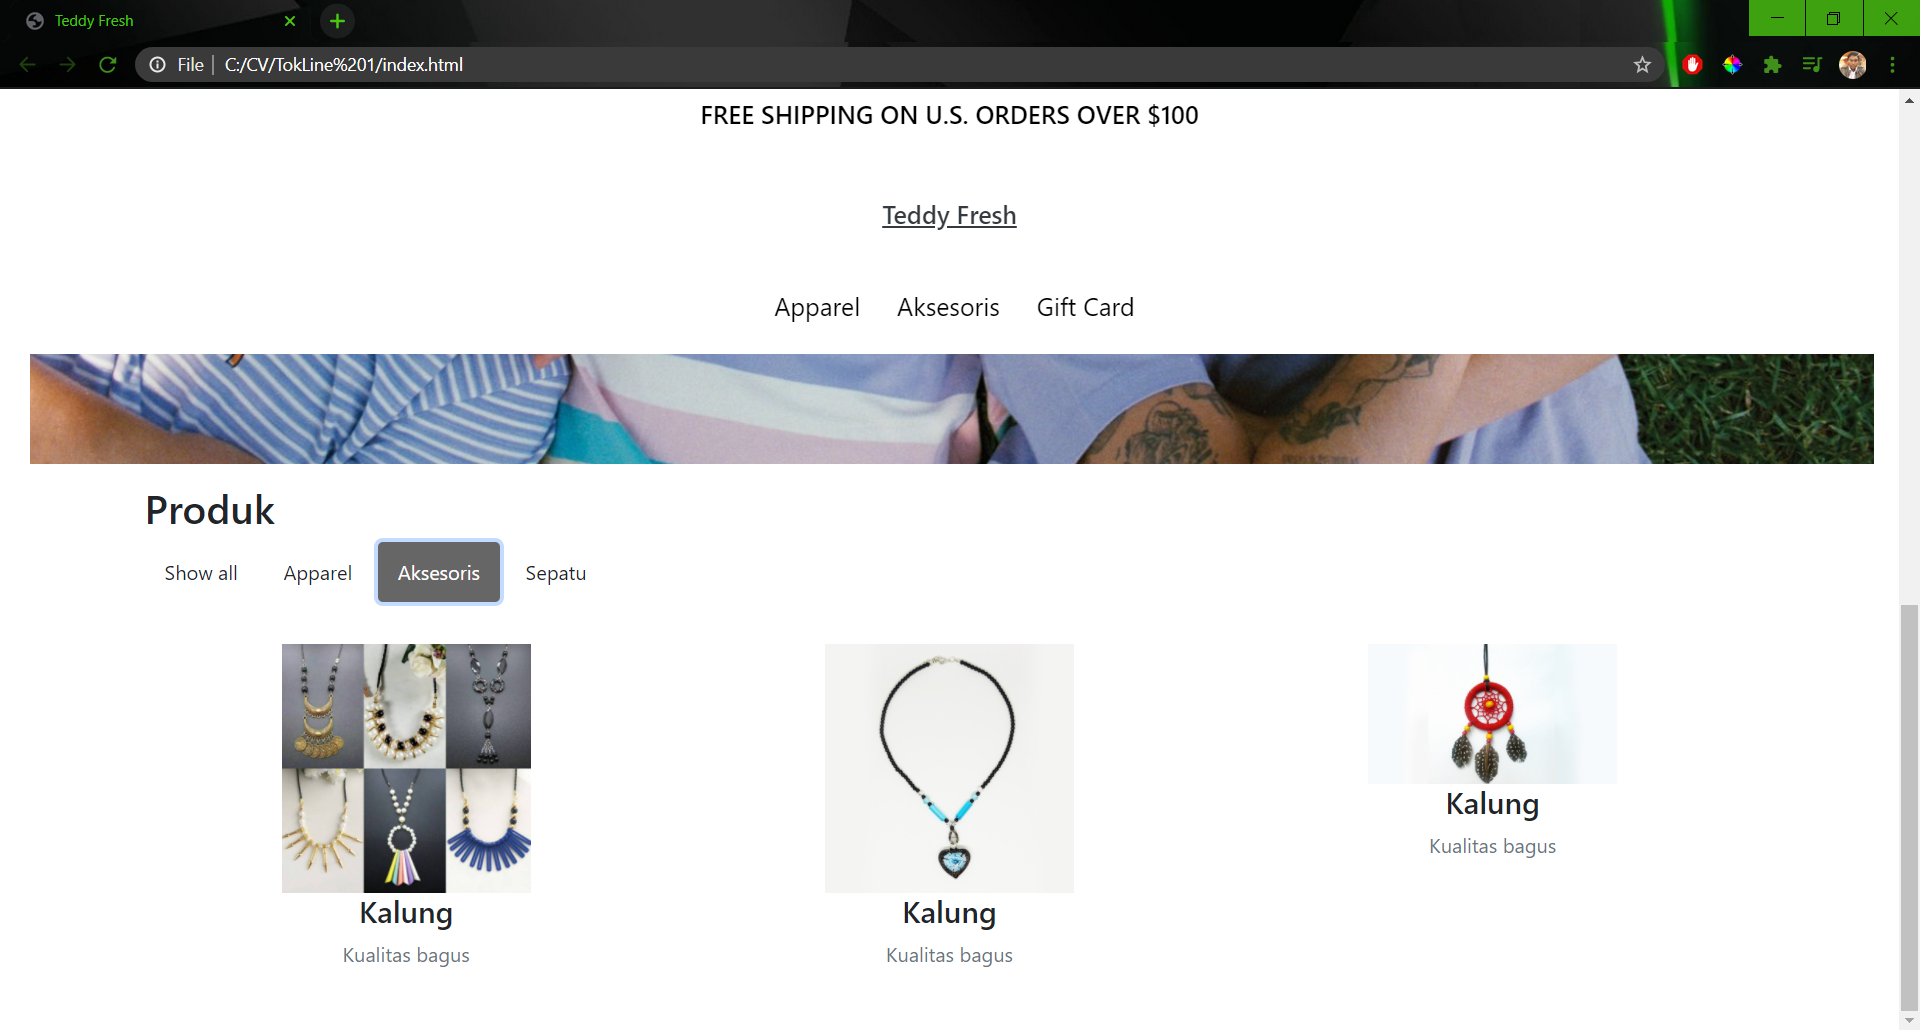 Teddy Fresh
File
C:/CV/TokLine%201/index.html
FREE SHIPPING ON U.S. ORDERS OVER $100
Teddy Fresh
Apparel Aksesoris Gift Card
Produk
Show all Apparel Aksesoris Sepatu
Kalung
Kualitas bagus
Kalung
Kualitas bagus
Kalung
Kualitas bagus